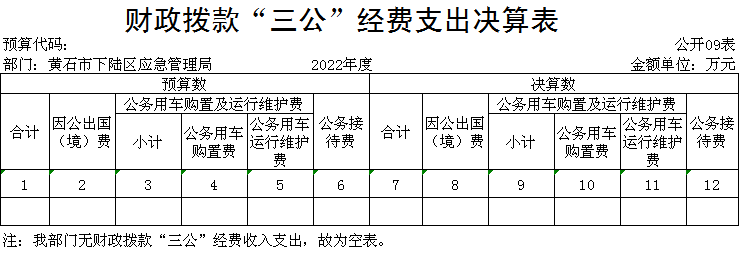 财政拨款“三公”经费支出决算表
预算代码：
公开09表
部门：黄石市下陆区应急管理局 2022年度 金额单位：万元
预算数 决算数
合计 因公出国（境）费 公务用车购置及运行维护费 公务接待费 合计 因公出国（境）费 公务用车购置及运行维护费 公务接待费
小计 公务用车购置费 公务用车运行维护费 小计 公务用车购置费 公务用车运行维护费
1 2 3 4 5 6 7 8 9 10 11 12
注：我部门无财政拨款“三公”经费收入支出，故为空表。